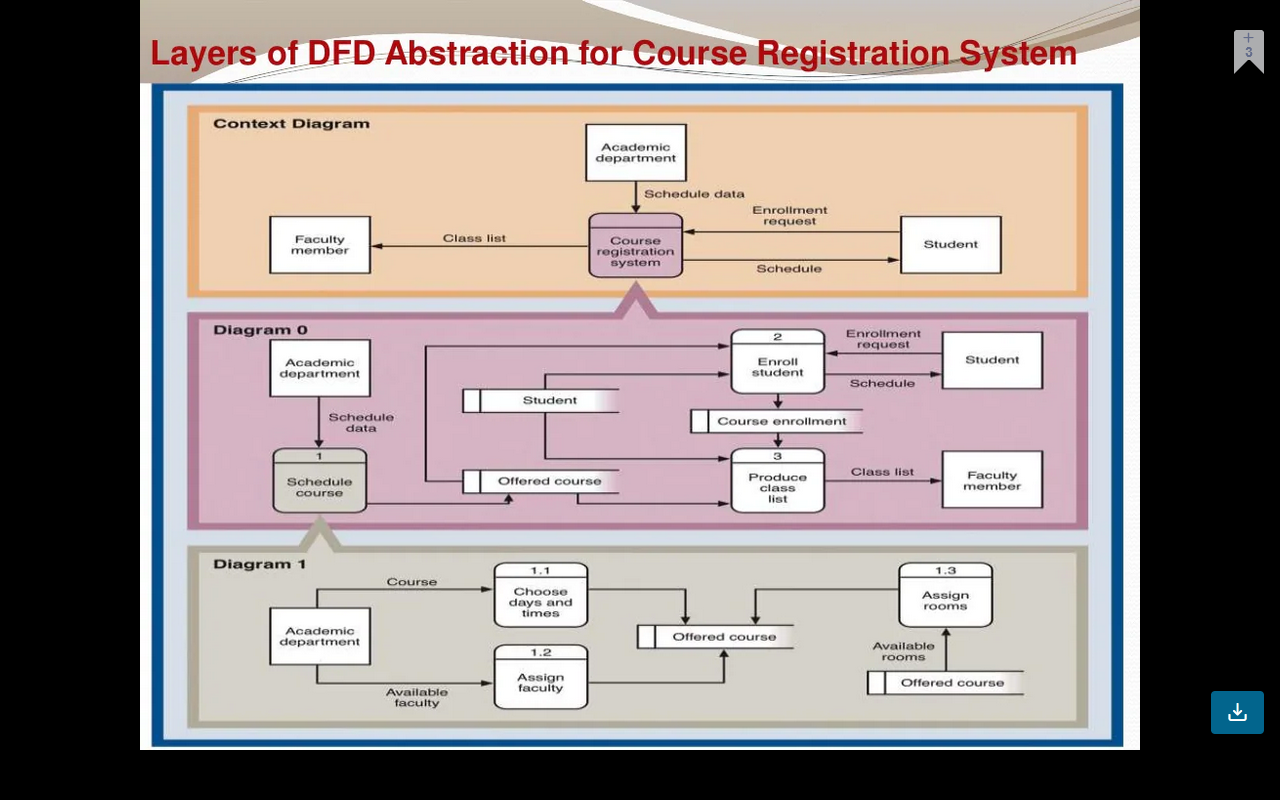 Layers of DFD Abstraction for Course Registration System
+
3
Context Diagram
Academic
department
Schedule data
Enrollment
request
Faculty
member
Class list
Course
registration
system
Student
Schedule
Diagram 0
Academic
department
Schedule
data
1
Schedule
course
Student
Offered course
2
Enroll
student
Enrollment
request
Schedule
Student
Course enrollment
3
Produce
class
list
Class list
Faculty
member
Diagram 1
Academic
department
Course
Available
faculty
1.1
Choose
days and
times
1.2
Assign
faculty
Offered course
1.3
Assign
rooms
Available
rooms
Offered course